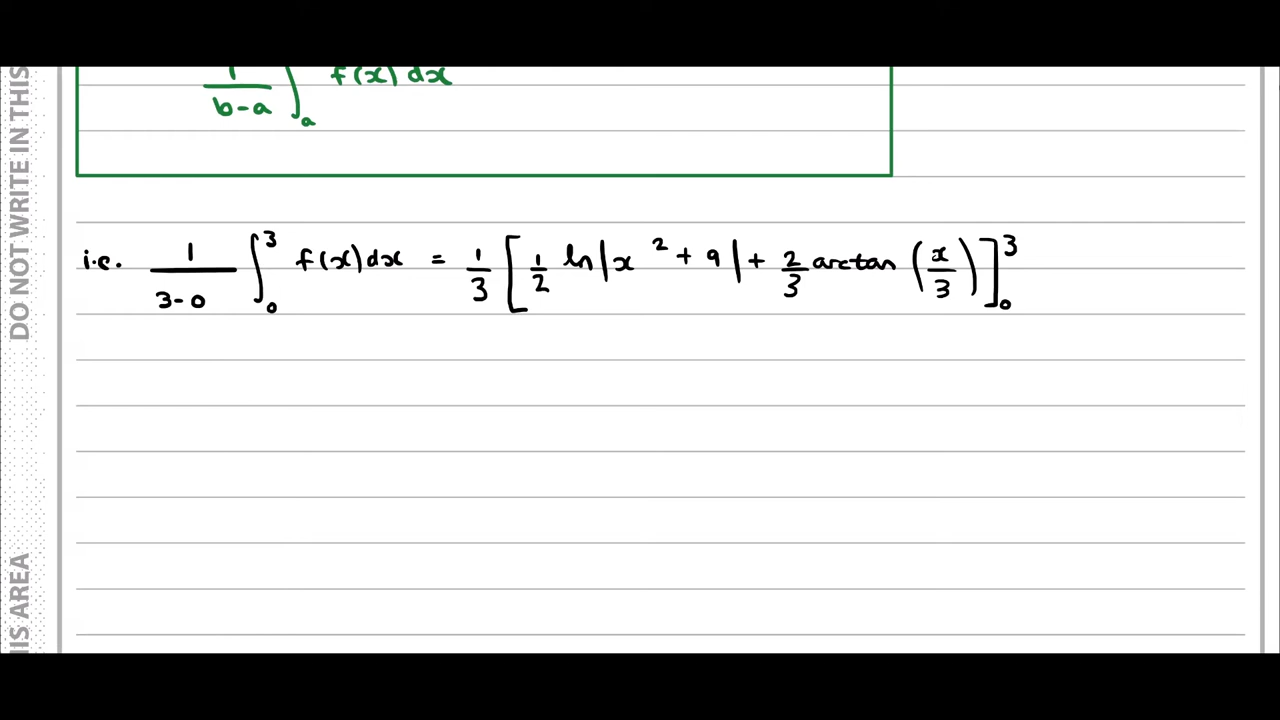 DO NOT WRITE IN THIS
1/(b-a) ∫_a f(x) dx
i.e. 1/(3-0) ∫_0^3 f(x) dx = 1/3 [1/2 ln|x^2 + 9| + 2/3 arctan (x/3)]_0^3
IS AREA